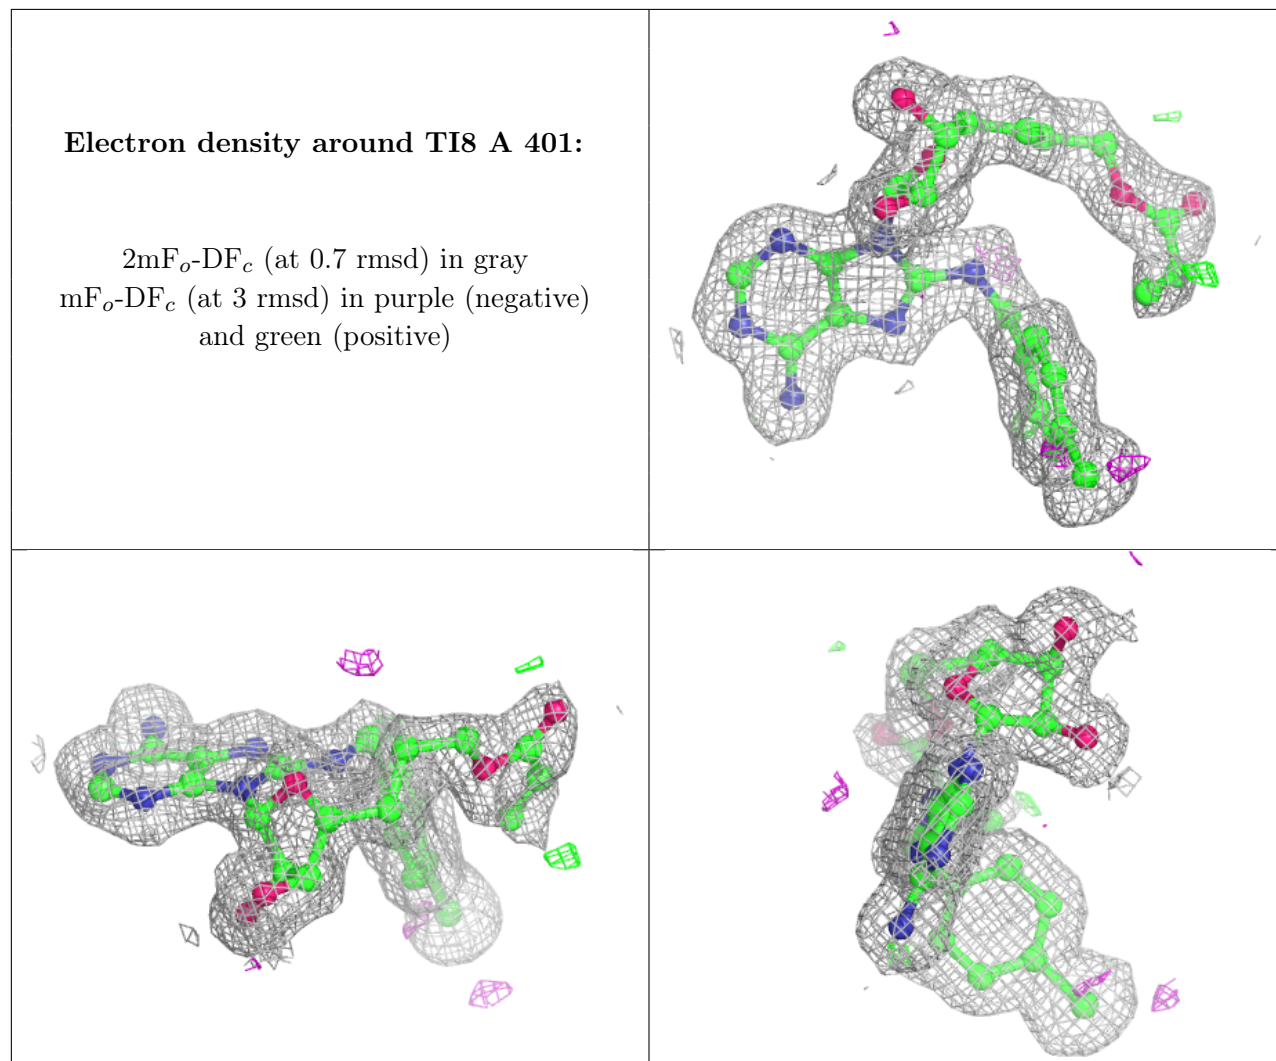 Electron density around TI8 A 401:
2mFₒ-DF𝒸 (at 0.7 rmsd) in gray
mFₒ-DF𝒸 (at 3 rmsd) in purple (negative)
and green (positive)